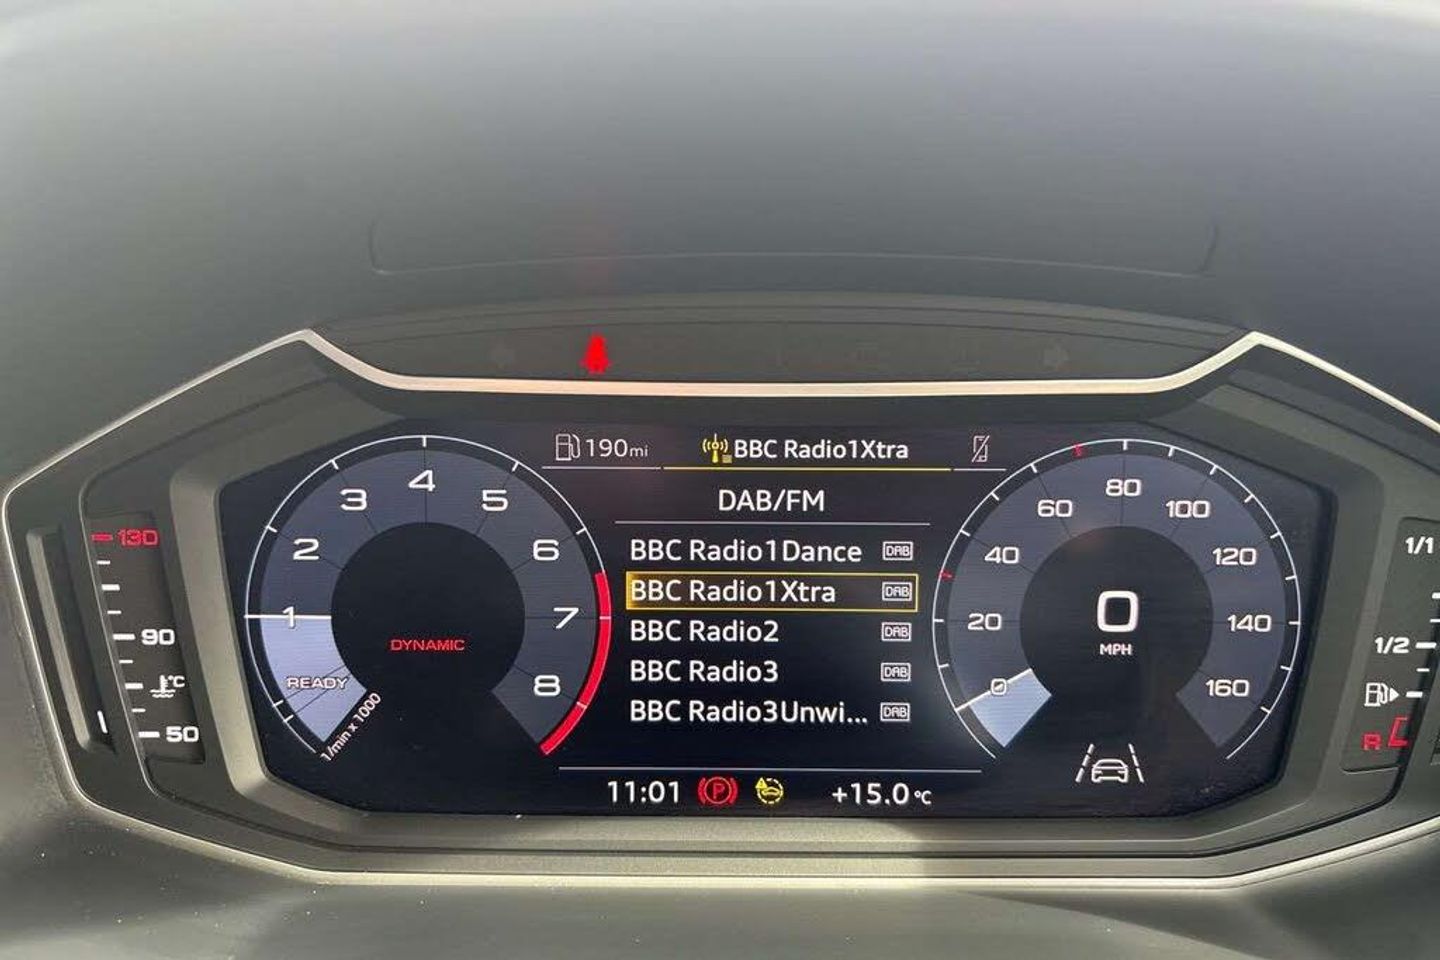 190mi
BBC Radio1Xtra
DAB/FM
BBC Radio1Dance DAB
BBC Radio1Xtra DAB
BBC Radio2 DAB
BBC Radio3 DAB
BBC Radio3Unwi... DAB
11:01
P
+15.0°C
1
2
3
4
5
6
7
8
READY
1/min x 1000
DYNAMIC
0
20
40
60
80
100
120
140
160
0
MPH
130
90
°C
50
1/1
1/2
R